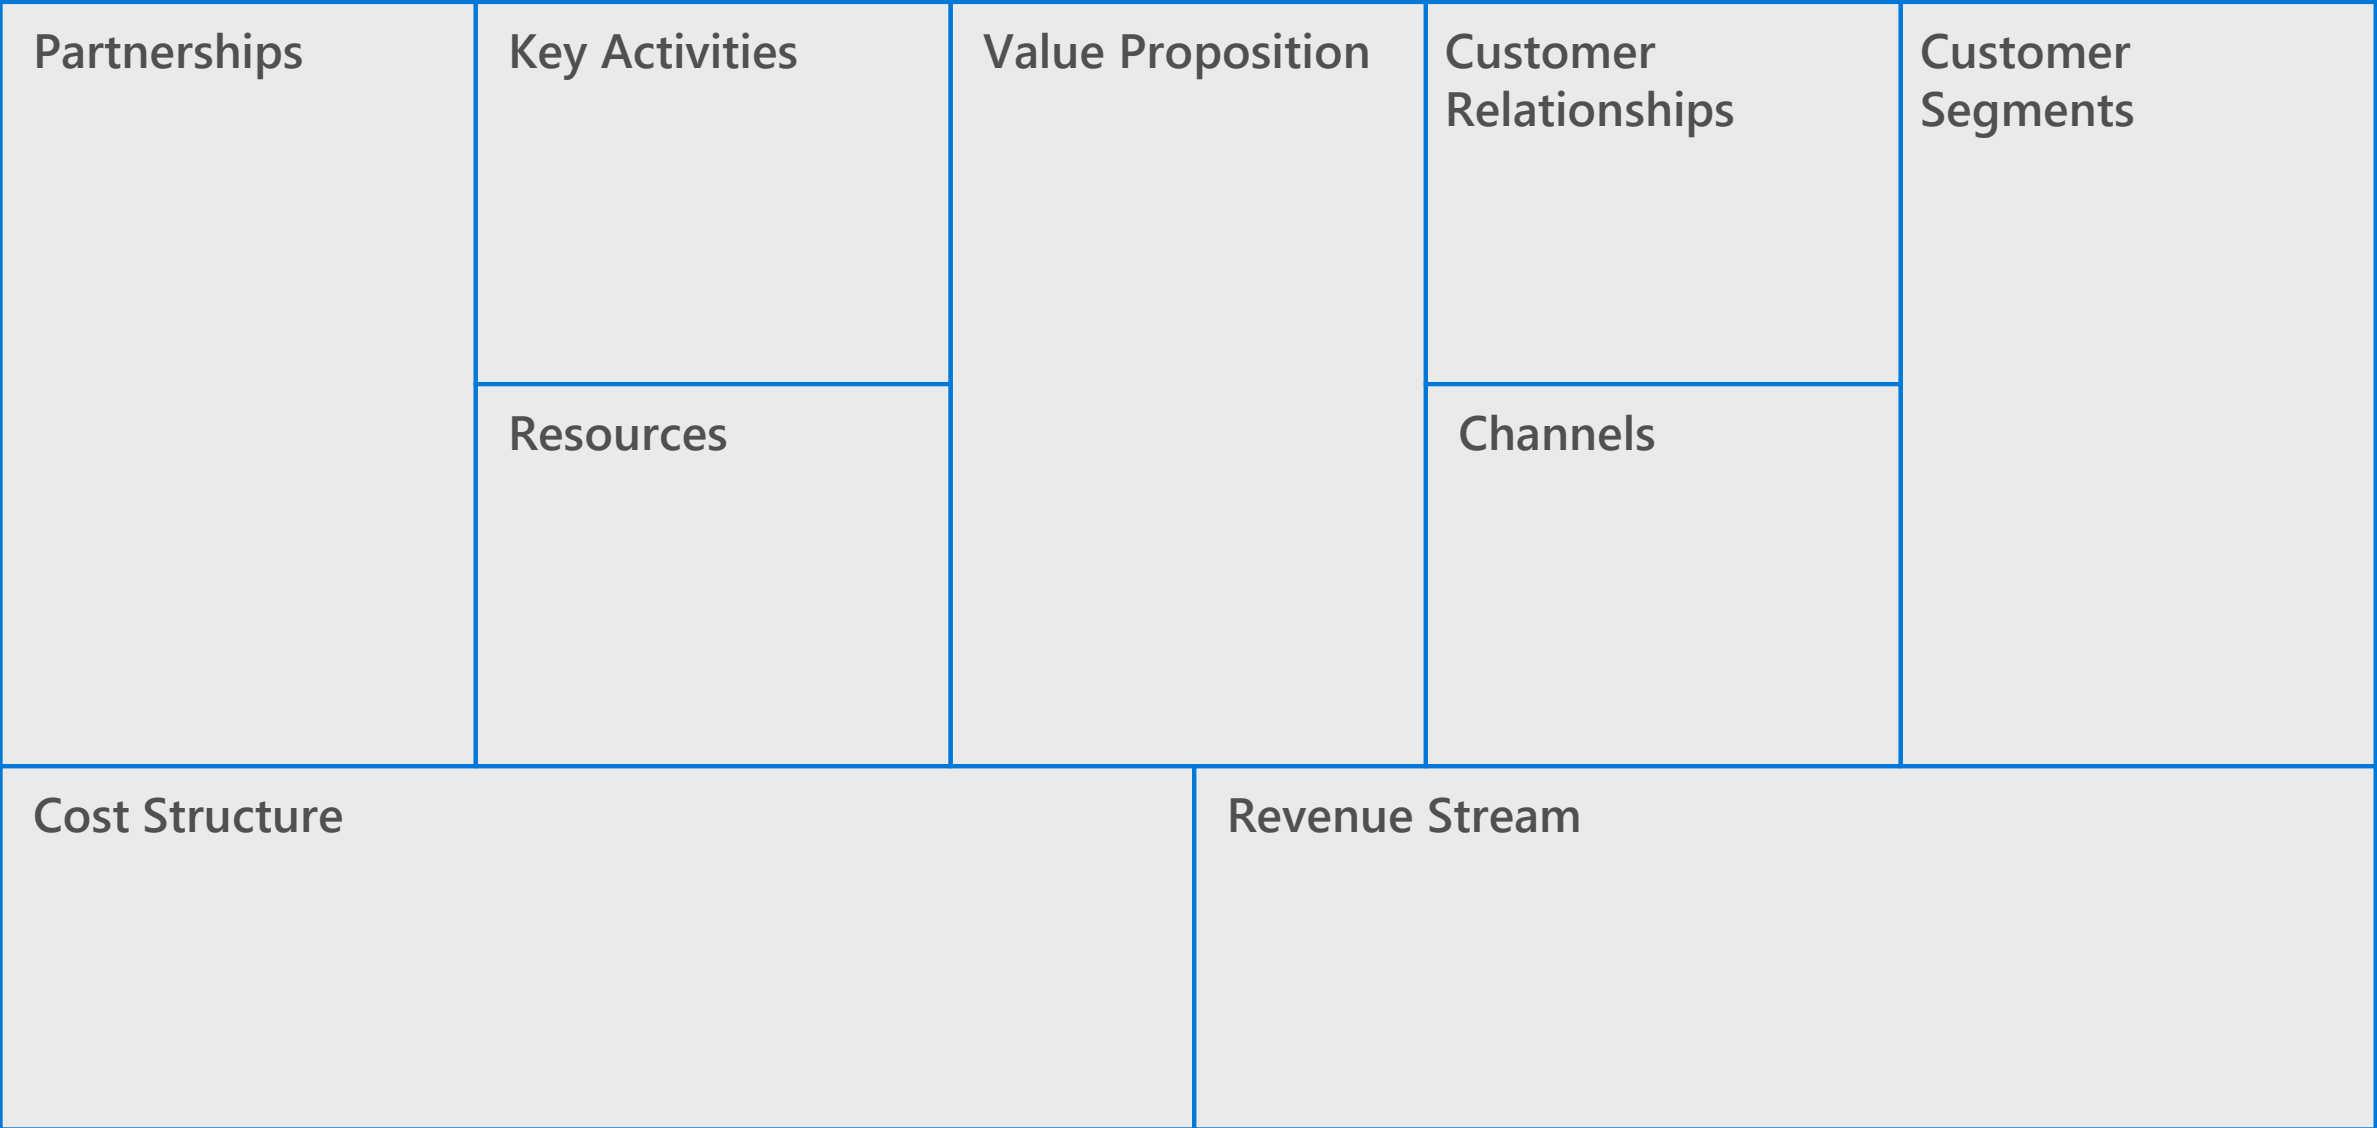 Partnerships
Key Activities
Value Proposition
Customer
Relationships
Customer
Segments
Resources
Channels
Cost Structure
Revenue Stream